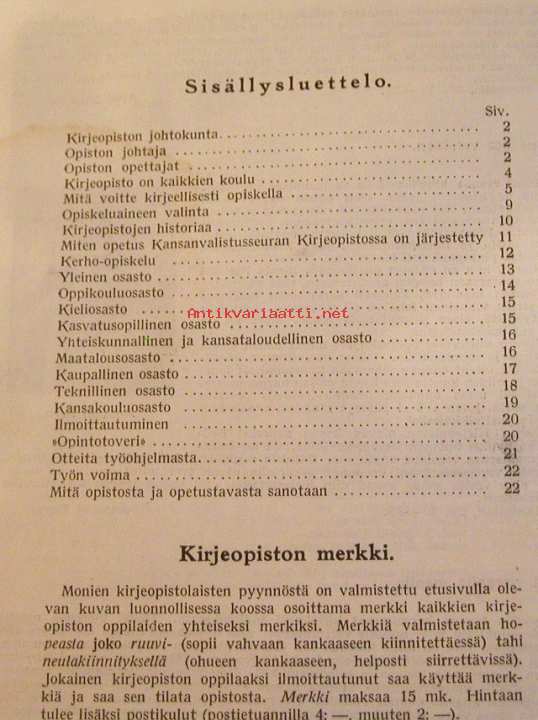 Sisällysluettelo.
Siv.
Kirjeopiston johtokunta 2
Opiston johtaja 2
Opiston opettajat 2
Kirjeopisto on kaikkien koulu 4
Mitä voitte kirjeellisesti opiskella 5
Opiskeluaineen valinta 9
Kirjeopistojen historiaa 10
Miten opetus Kansanvalistusseuran Kirjeopistossa on järjestetty 11
Kerho-opiskelu 12
Yleinen osasto 13
Oppikouluosasto 14
Kieliosasto 15
Antikvariaatti.net
Kasvatusopillinen osasto 15
Yhteiskunnallinen ja kansataloudellinen osasto 16
Maatalousosasto 16
Kaupallinen osasto 17
Teknillinen osasto 18
Kansakouluosasto 19
Ilmoittautuminen 20
»Opintotoveri» 20
Otteita työohjelmasta 21
Työn voima 22
Mitä opistosta ja opetustavasta sanotaan 22
Kirjeopiston merkki.
Monien kirjeopistolaisten pyynnöstä on valmistettu etusivulla ole-
van kuvan luonnollisessa koossa osoittama merkki kaikkien kirje-
opiston oppilaiden yhteiseksi merkiksi. Merkkiä valmistetaan ho-
peasta joko ruuvi- (sopii vahvaan kankaaseen kiinnitettäessä) tahi
neulakiinnityksellä (ohueen kankaaseen, helposti siirrettävissä).
Jokainen kirjeopiston oppilaaksi ilmoittautunut saa käyttää merk-
kiä ja saa sen tilata opistosta. Merkki maksaa 15 mk. Hintaan
tulee lisäksi postikulut (postietuannilla 4: —, muuten 2: —).